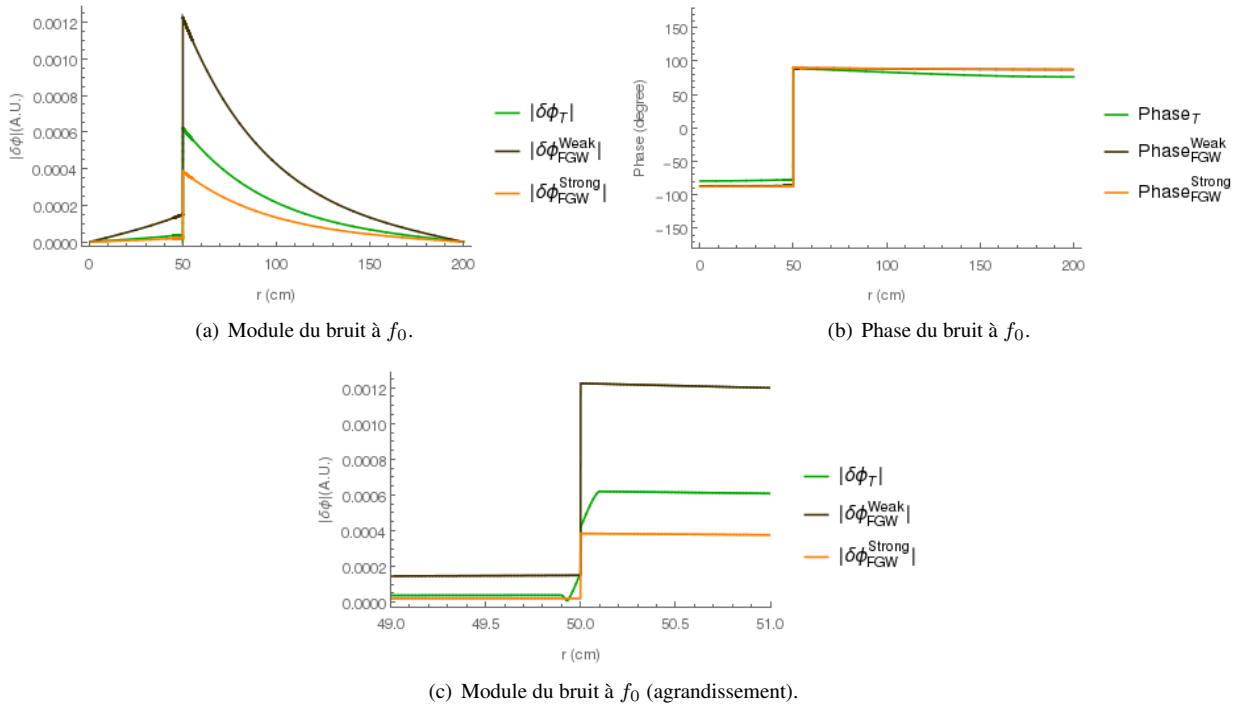 0.0012
0.0010
0.0008
0.0006
0.0004
0.0002
0.0000
|δϕ|(A.U.)
0 50 100 150 200
r (cm)
|δϕ_T|
|δϕ_FGW^Weak|
|δϕ_FGW^Strong|
(a) Module du bruit à f₀.
150
100
50
0
−50
−100
−150
Phase (degree)
0 50 100 150 200
r (cm)
Phase_T
Phase_FGW^Weak
Phase_FGW^Strong
(b) Phase du bruit à f₀.
0.0012
0.0010
0.0008
0.0006
0.0004
0.0002
0.0000
|δϕ|(A.U.)
49.0 49.5 50.0 50.5 51.0
r (cm)
|δϕ_T|
|δϕ_FGW^Weak|
|δϕ_FGW^Strong|
(c) Module du bruit à f₀ (agrandissement).